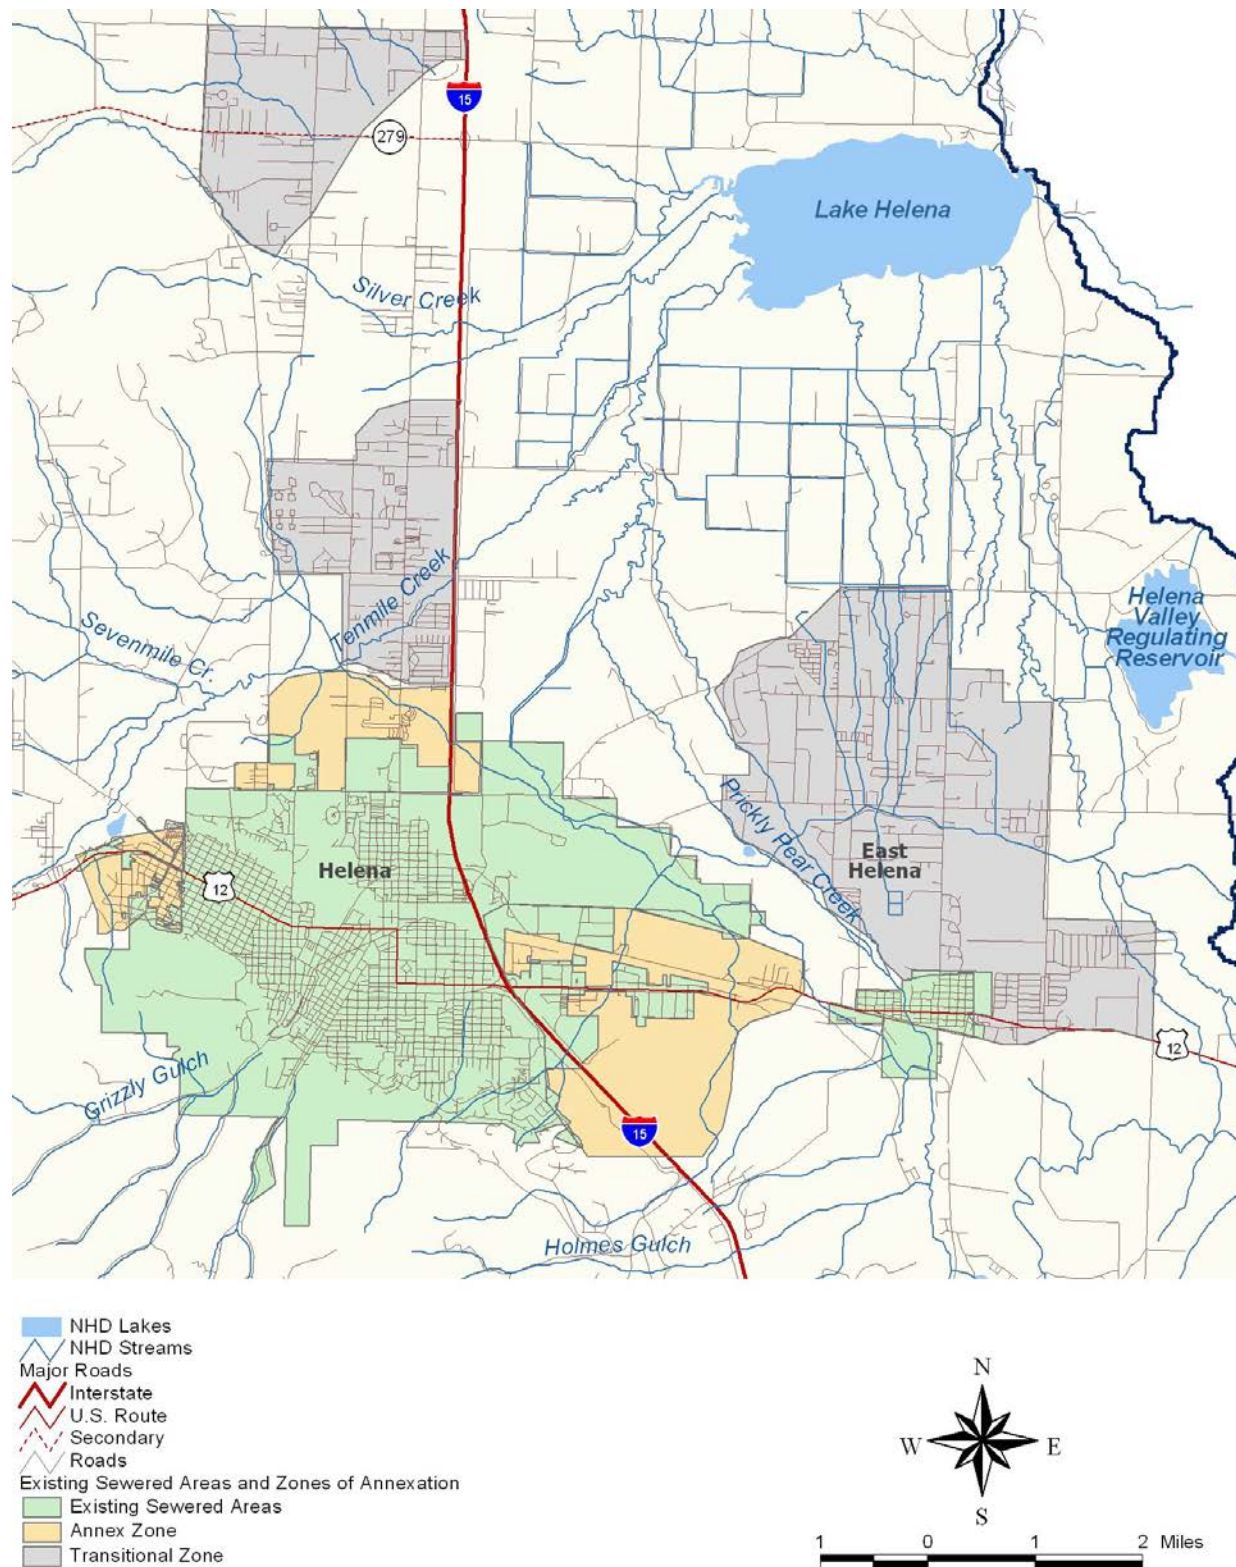 15
279
Lake Helena
Silver Creek
Tenmile Creek
Sevenmile Cr.
Helena
Valley
Regulating
Reservoir
Prickly Pear Creek
Helena
East
Helena
12
Grizzly Gulch
12
15
Holmes Gulch
NHD Lakes
NHD Streams
Major Roads
Interstate
U.S. Route
Secondary
Roads
Existing Sewered Areas and Zones of Annexation
Existing Sewered Areas
Annex Zone
Transitional Zone
N
W E
S
1 0 1 2 Miles